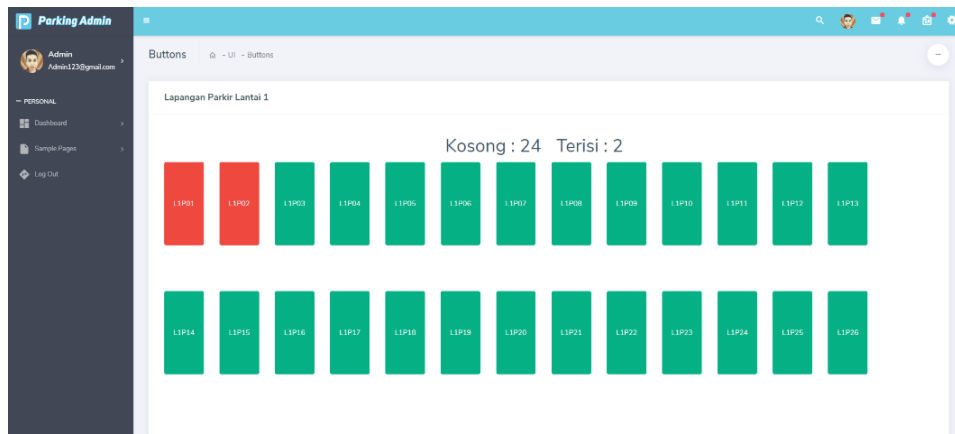 Parking Admin
Admin
Admin123@gmail.com
PERSONAL
Dashboard
Sample Pages
Log Out
Buttons - UI - Buttons
Lapangan Parkir Lantai 1
Kosong : 24 Terisi : 2
L1P01 L1P02 L1P03 L1P04 L1P05 L1P06 L1P07 L1P08 L1P09 L1P10 L1P11 L1P12 L1P13
L1P14 L1P15 L1P16 L1P17 L1P18 L1P19 L1P20 L1P21 L1P22 L1P23 L1P24 L1P25 L1P26